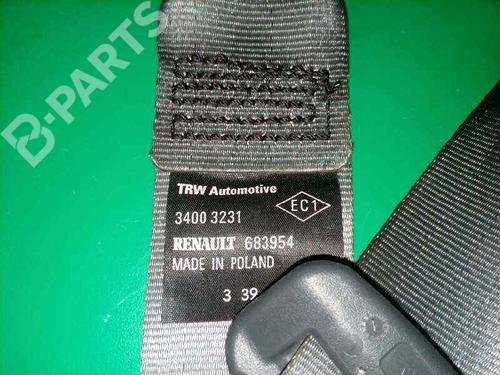 B-PARTS
TRW Automotive
3400 3231
EC1
RENAULT 683954
MADE IN POLAND
3 39